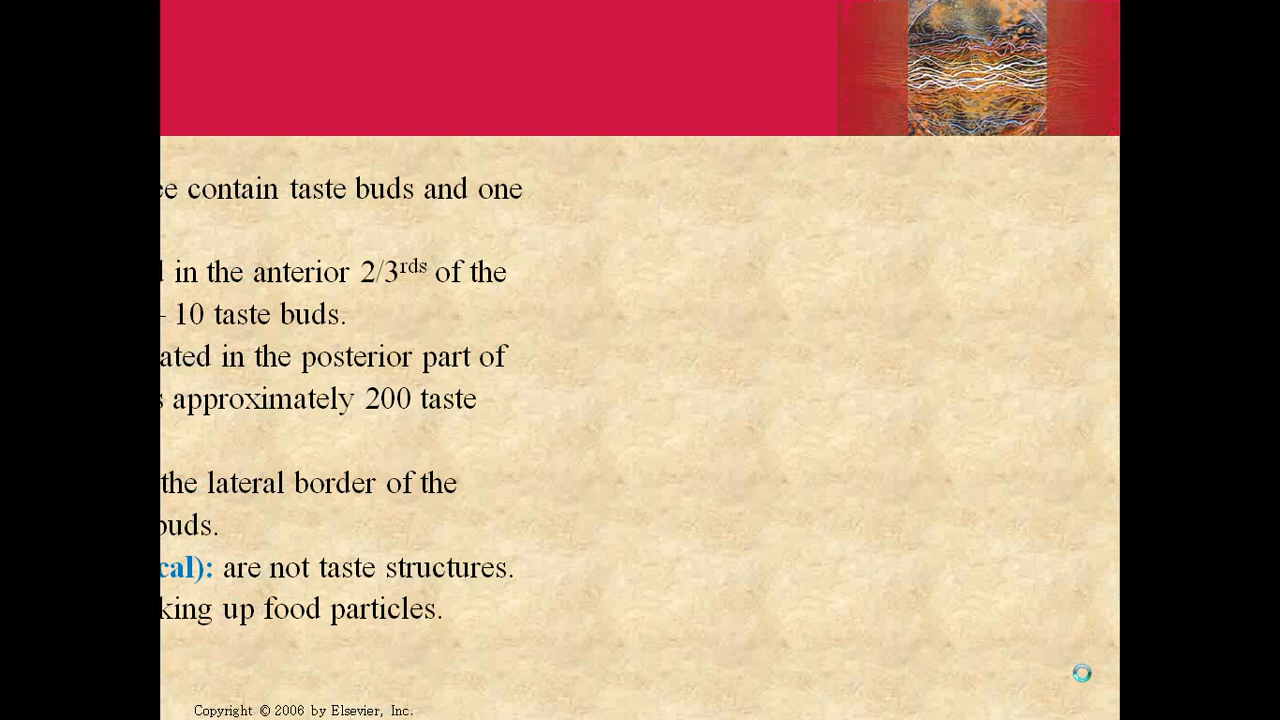 ee contain taste buds and one
in the anterior 2/3rds of the
- 10 taste buds.
ated in the posterior part of
s approximately 200 taste
the lateral border of the
buds.
cal): are not taste structures.
king up food particles.
Copyright © 2006 by Elsevier, Inc.